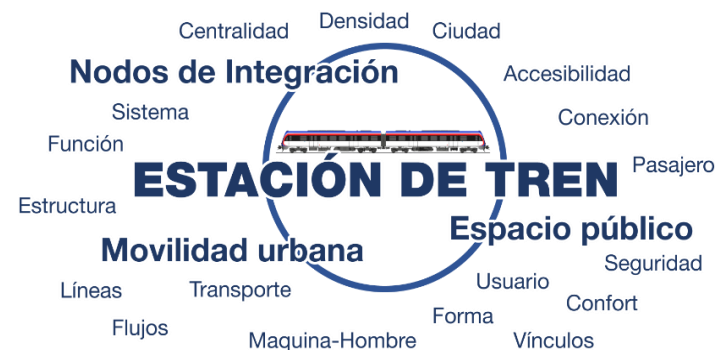 Densidad
Centralidad
Ciudad
Nodos de Integración
Accesibilidad
Sistema
Conexión
Función
Pasajero
ESTACIÓN DE TREN
Estructura
Espacio público
Movilidad urbana
Seguridad
Usuario
Líneas
Transporte
Confort
Forma
Flujos
Maquina-Hombre
Vínculos